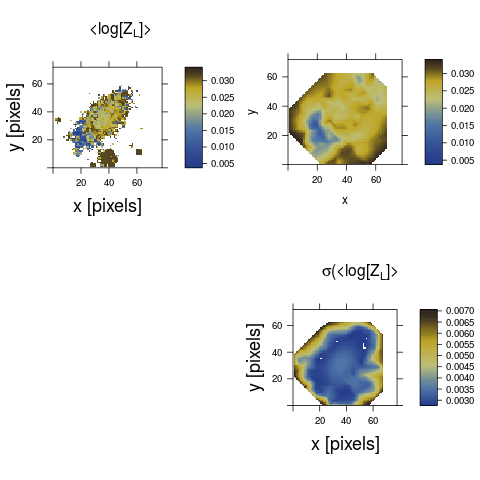 <log[Z_L]>
60
40
20
20 40 60
y [pixels]
x [pixels]
0.030
0.025
0.020
0.015
0.010
0.005
60
40
20
20 40 60
y
x
0.030
0.025
0.020
0.015
0.010
0.005
σ(<log[Z_L]>
60
40
20
20 40 60
y [pixels]
x [pixels]
0.0070
0.0065
0.0060
0.0055
0.0050
0.0045
0.0040
0.0035
0.0030